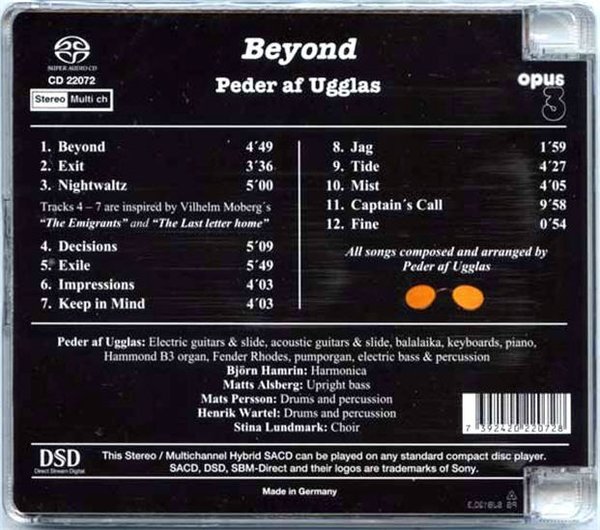 SUPER AUDIO CD
CD 22072
Stereo Multi ch
Beyond
Peder af Ugglas
opus
3
1. Beyond 4´49
2. Exit 3´36
3. Nightwaltz 5´00
Tracks 4 – 7 are inspired by Vilhelm Moberg´s
“The Emigrants” and “The Last letter home”
4. Decisions 5´09
5. Exile 5´49
6. Impressions 4´03
7. Keep in Mind 4´03
8. Jag 1´59
9. Tide 4´27
10. Mist 4´05
11. Captain´s Call 9´58
12. Fine 0´54
All songs composed and arranged by
Peder af Ugglas
Peder af Ugglas: Electric guitars & slide, acoustic guitars & slide, balalaika, keyboards, piano,
Hammond B3 organ, Fender Rhodes, pumporgan, electric bass & percussion
Björn Hamrin: Harmonica
Matts Alsberg: Upright bass
Mats Persson: Drums and percussion
Henrik Wartel: Drums and percussion
Stina Lundmark: Choir
7 392420 220728
DSD
Direct Stream Digital
This Stereo / Multichannel Hybrid SACD can be played on any standard compact disc player.
SACD, DSD, SBM-Direct and their logos are trademarks of Sony.
Made in Germany